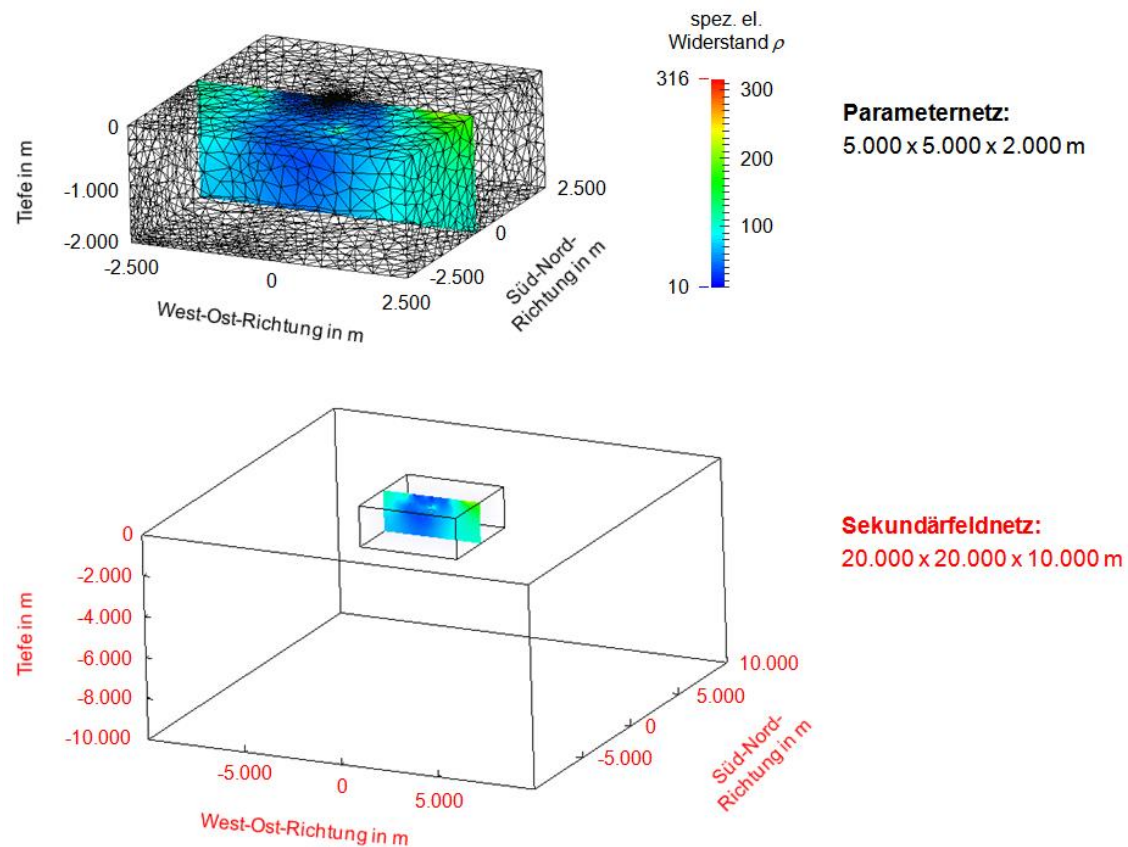 spez. el.
Widerstand ρ
316
300
200
100
10
Parameternetz:
5.000 x 5.000 x 2.000 m
Tiefe in m
0
-1.000
-2.000
-2.500
0
2.500
West-Ost-Richtung in m
-2.500
0
2.500
Süd-Nord-
Richtung in m
Sekundärfeldnetz:
20.000 x 20.000 x 10.000 m
Tiefe in m
0
-2.000
-4.000
-6.000
-8.000
-10.000
-5.000
0
5.000
West-Ost-Richtung in m
-5.000
0
5.000
10.000
Süd-Nord-
Richtung in m